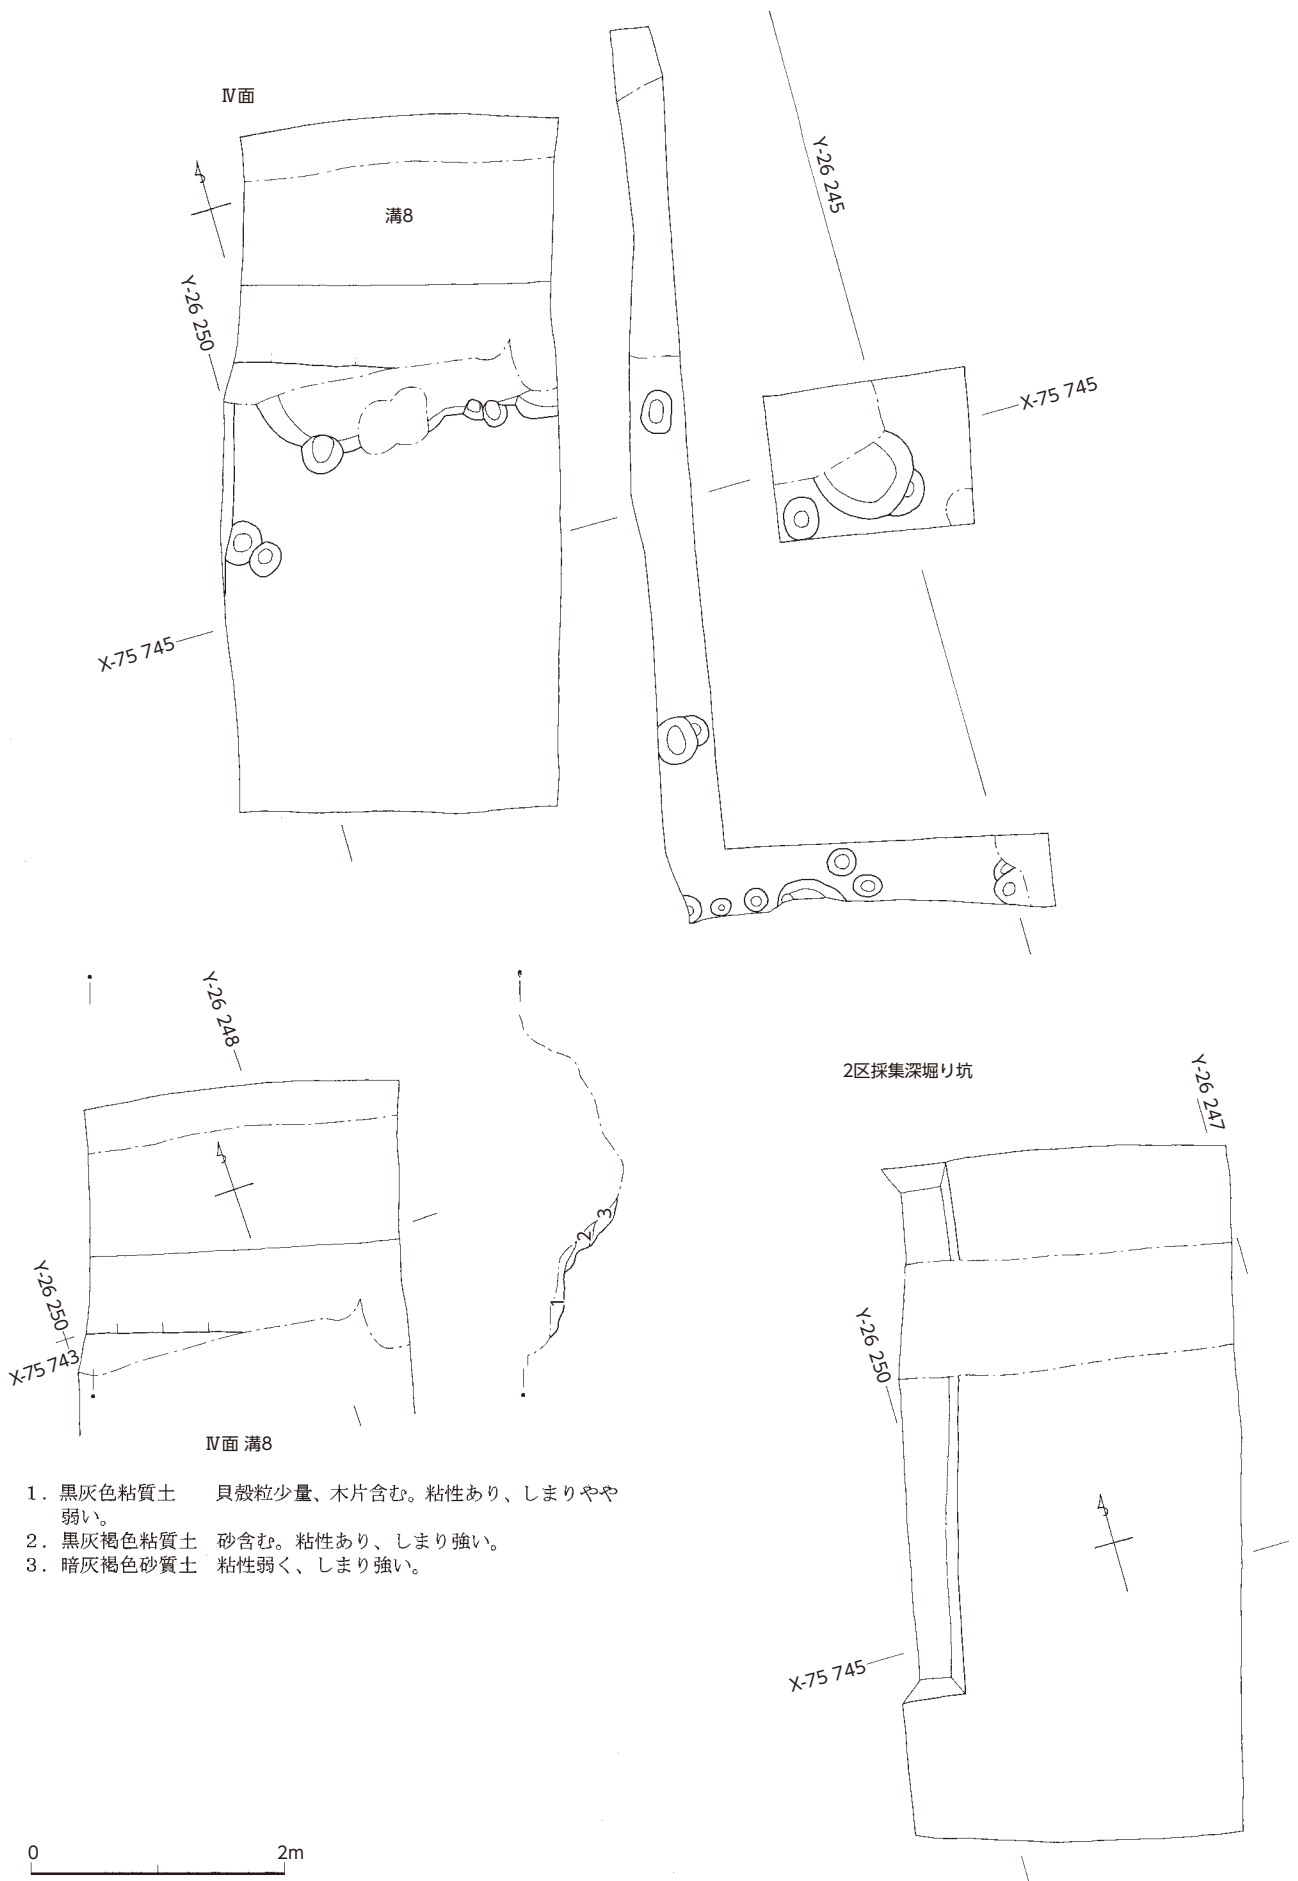 Ⅳ面
溝8
Y-26 250
Y-26 245
X-75 745
X-75 745
Y-26 248
Y-26 250
X-75 743
1
2
3
Ⅳ面 溝8
1．黒灰色粘質土　貝殻粒少量、木片含む。粘性あり、しまりやや
弱い。
2．黒灰褐色粘質土　砂含む。粘性あり、しまり強い。
3．暗灰褐色砂質土　粘性弱く、しまり強い。
2区採集深堀り坑
Y-26 247
Y-26 250
X-75 745
0
2m